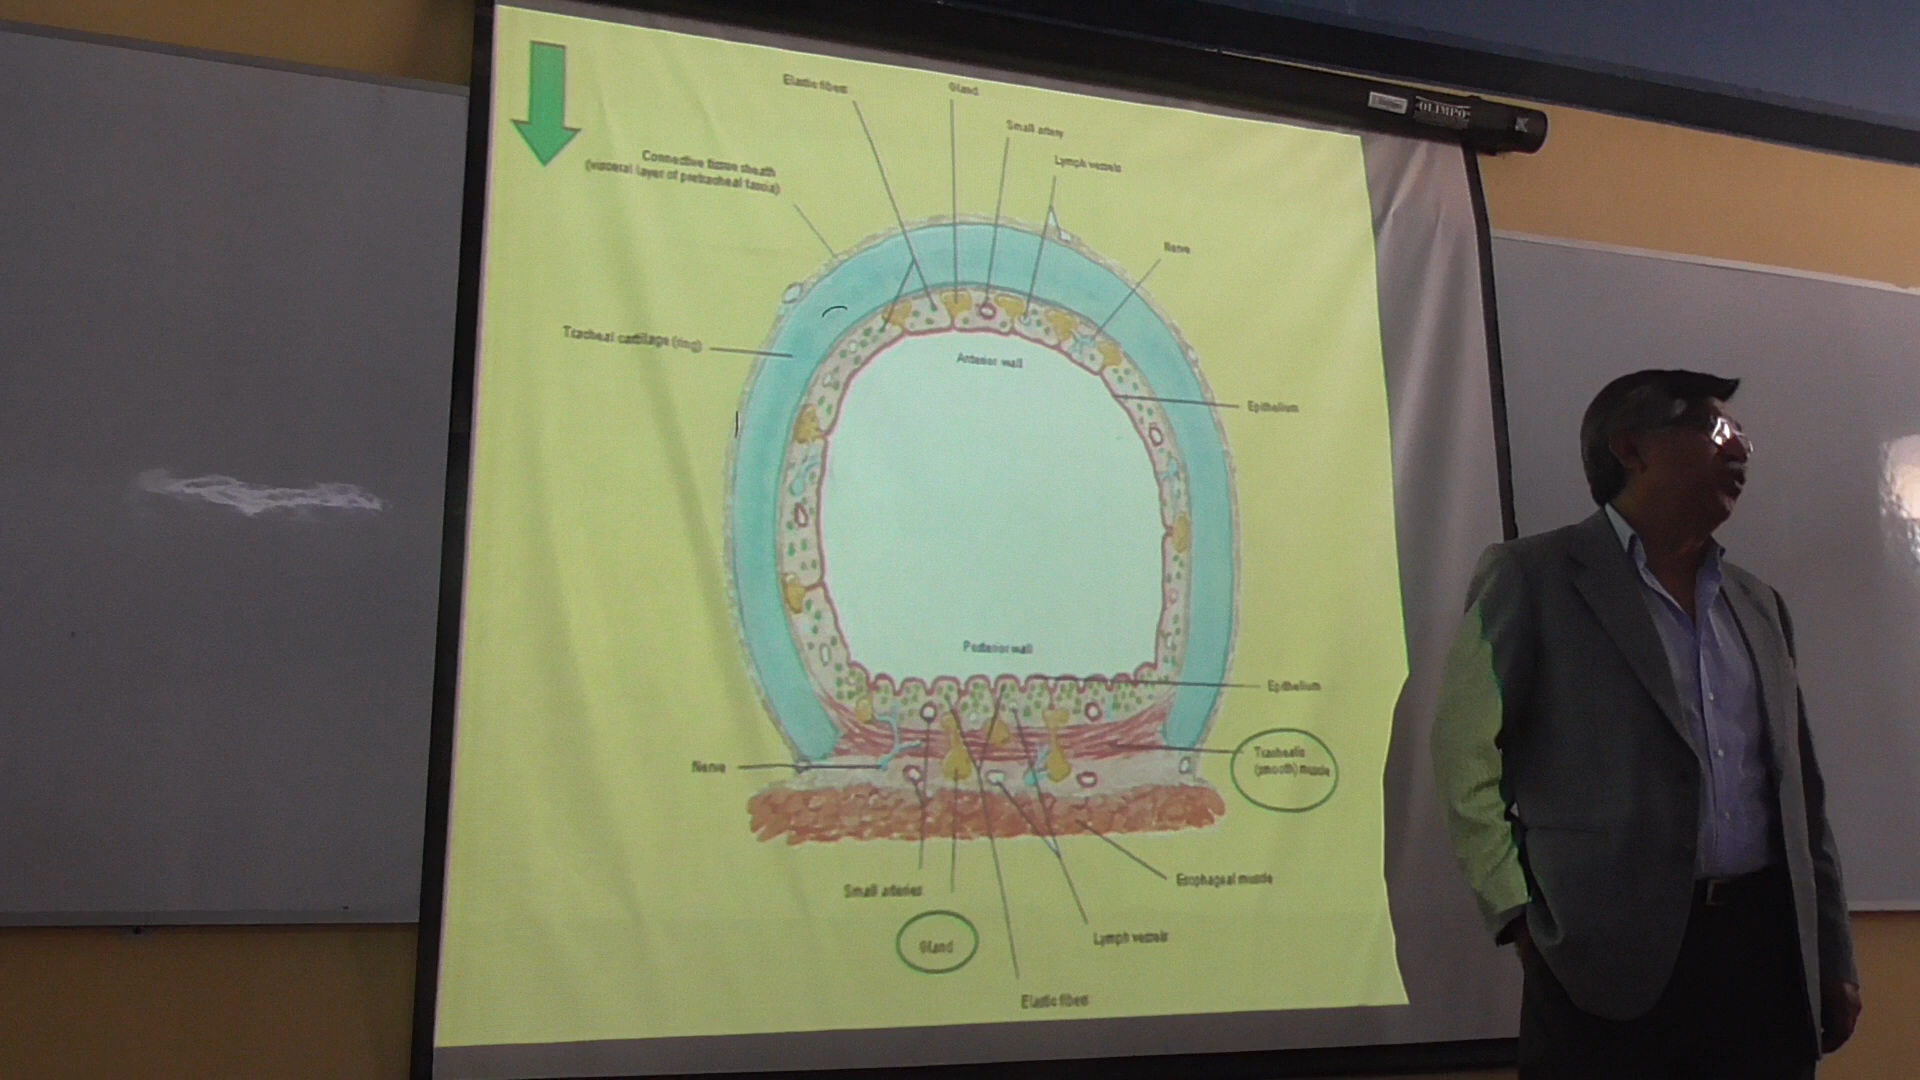 Elastic fibers
Gland
Small artery
Lymph vessels
Connective tissue sheath
(visceral layer of pretracheal fascia)
Nerve
Tracheal cartilage (ring)
Anterior wall
Epithelium
Posterior wall
Epithelium
Trachealis
(smooth) muscle
Nerve
Small arteries
Esophageal muscle
Gland
Lymph vessels
Elastic fibers
OLIMPO